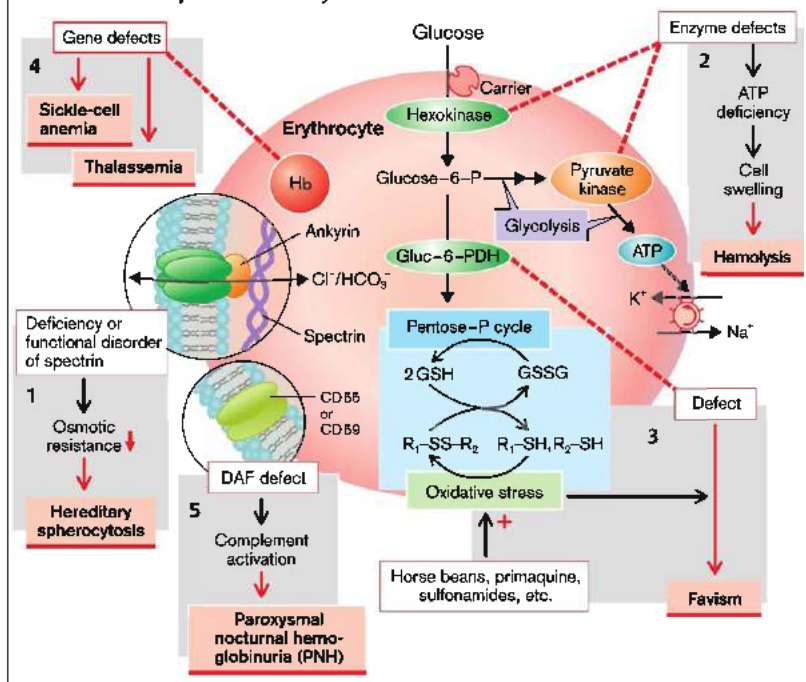 Gene defects
4
Sickle-cell
anemia
Thalassemia
Glucose
Carrier
Hexokinase
Erythrocyte
Hb
Glucose–6–P
Pyruvate
kinase
Glycolysis
Gluc–6–PDH
ATP
K⁺
Na⁺
Enzyme defects
2
ATP
deficiency
Cell
swelling
Hemolysis
Ankyrin
Cl⁻/HCO₃⁻
Spectrin
Deficiency or
functional disorder
of spectrin
1
Osmotic
resistance
Hereditary
spherocytosis
CD55
or
CD59
DAF defect
5
Complement
activation
Paroxysmal
nocturnal hemo-
globinuria (PNH)
Pentose–P cycle
2GSH
GSSG
R₁–SS–R₂
R₁–SH, R₂–SH
Oxidative stress
+
Horse beans, primaquine,
sulfonamides, etc.
Defect
3
Favism